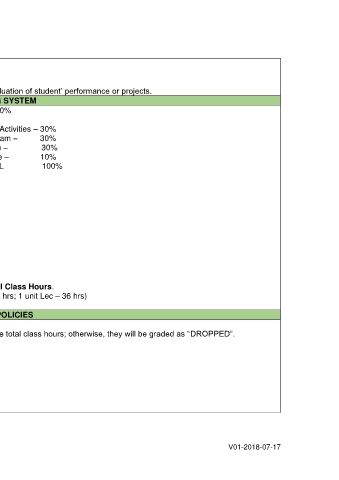 luation of student' performance or projects.
SYSTEM
0%
Activities – 30%
am – 30%
– 30%
e – 10%
L 100%
l Class Hours.
hrs; 1 unit Lec – 36 hrs)
POLICIES
e total class hours; otherwise, they will be graded as “DROPPED”.
V01-2018-07-17